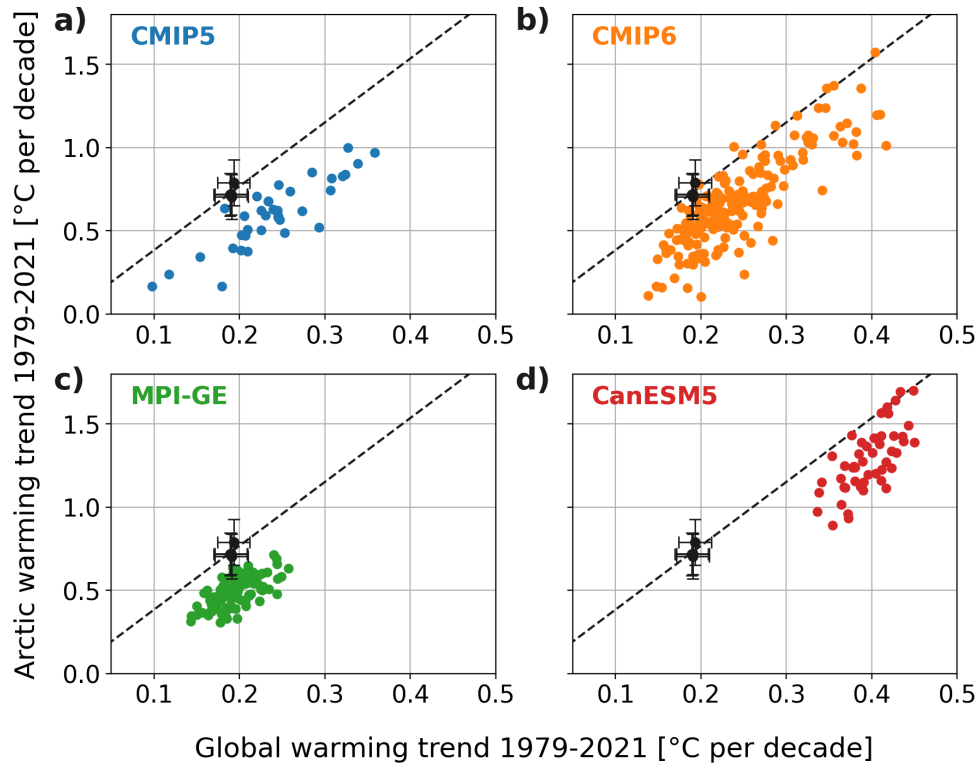 Arctic warming trend 1979-2021 [°C per decade]
a)
CMIP5
1.5
1.0
0.5
0.0
0.1 0.2 0.3 0.4 0.5
b)
CMIP6
0.1 0.2 0.3 0.4 0.5
c)
MPI-GE
1.5
1.0
0.5
0.0
0.1 0.2 0.3 0.4 0.5
d)
CanESM5
0.1 0.2 0.3 0.4 0.5
Global warming trend 1979-2021 [°C per decade]